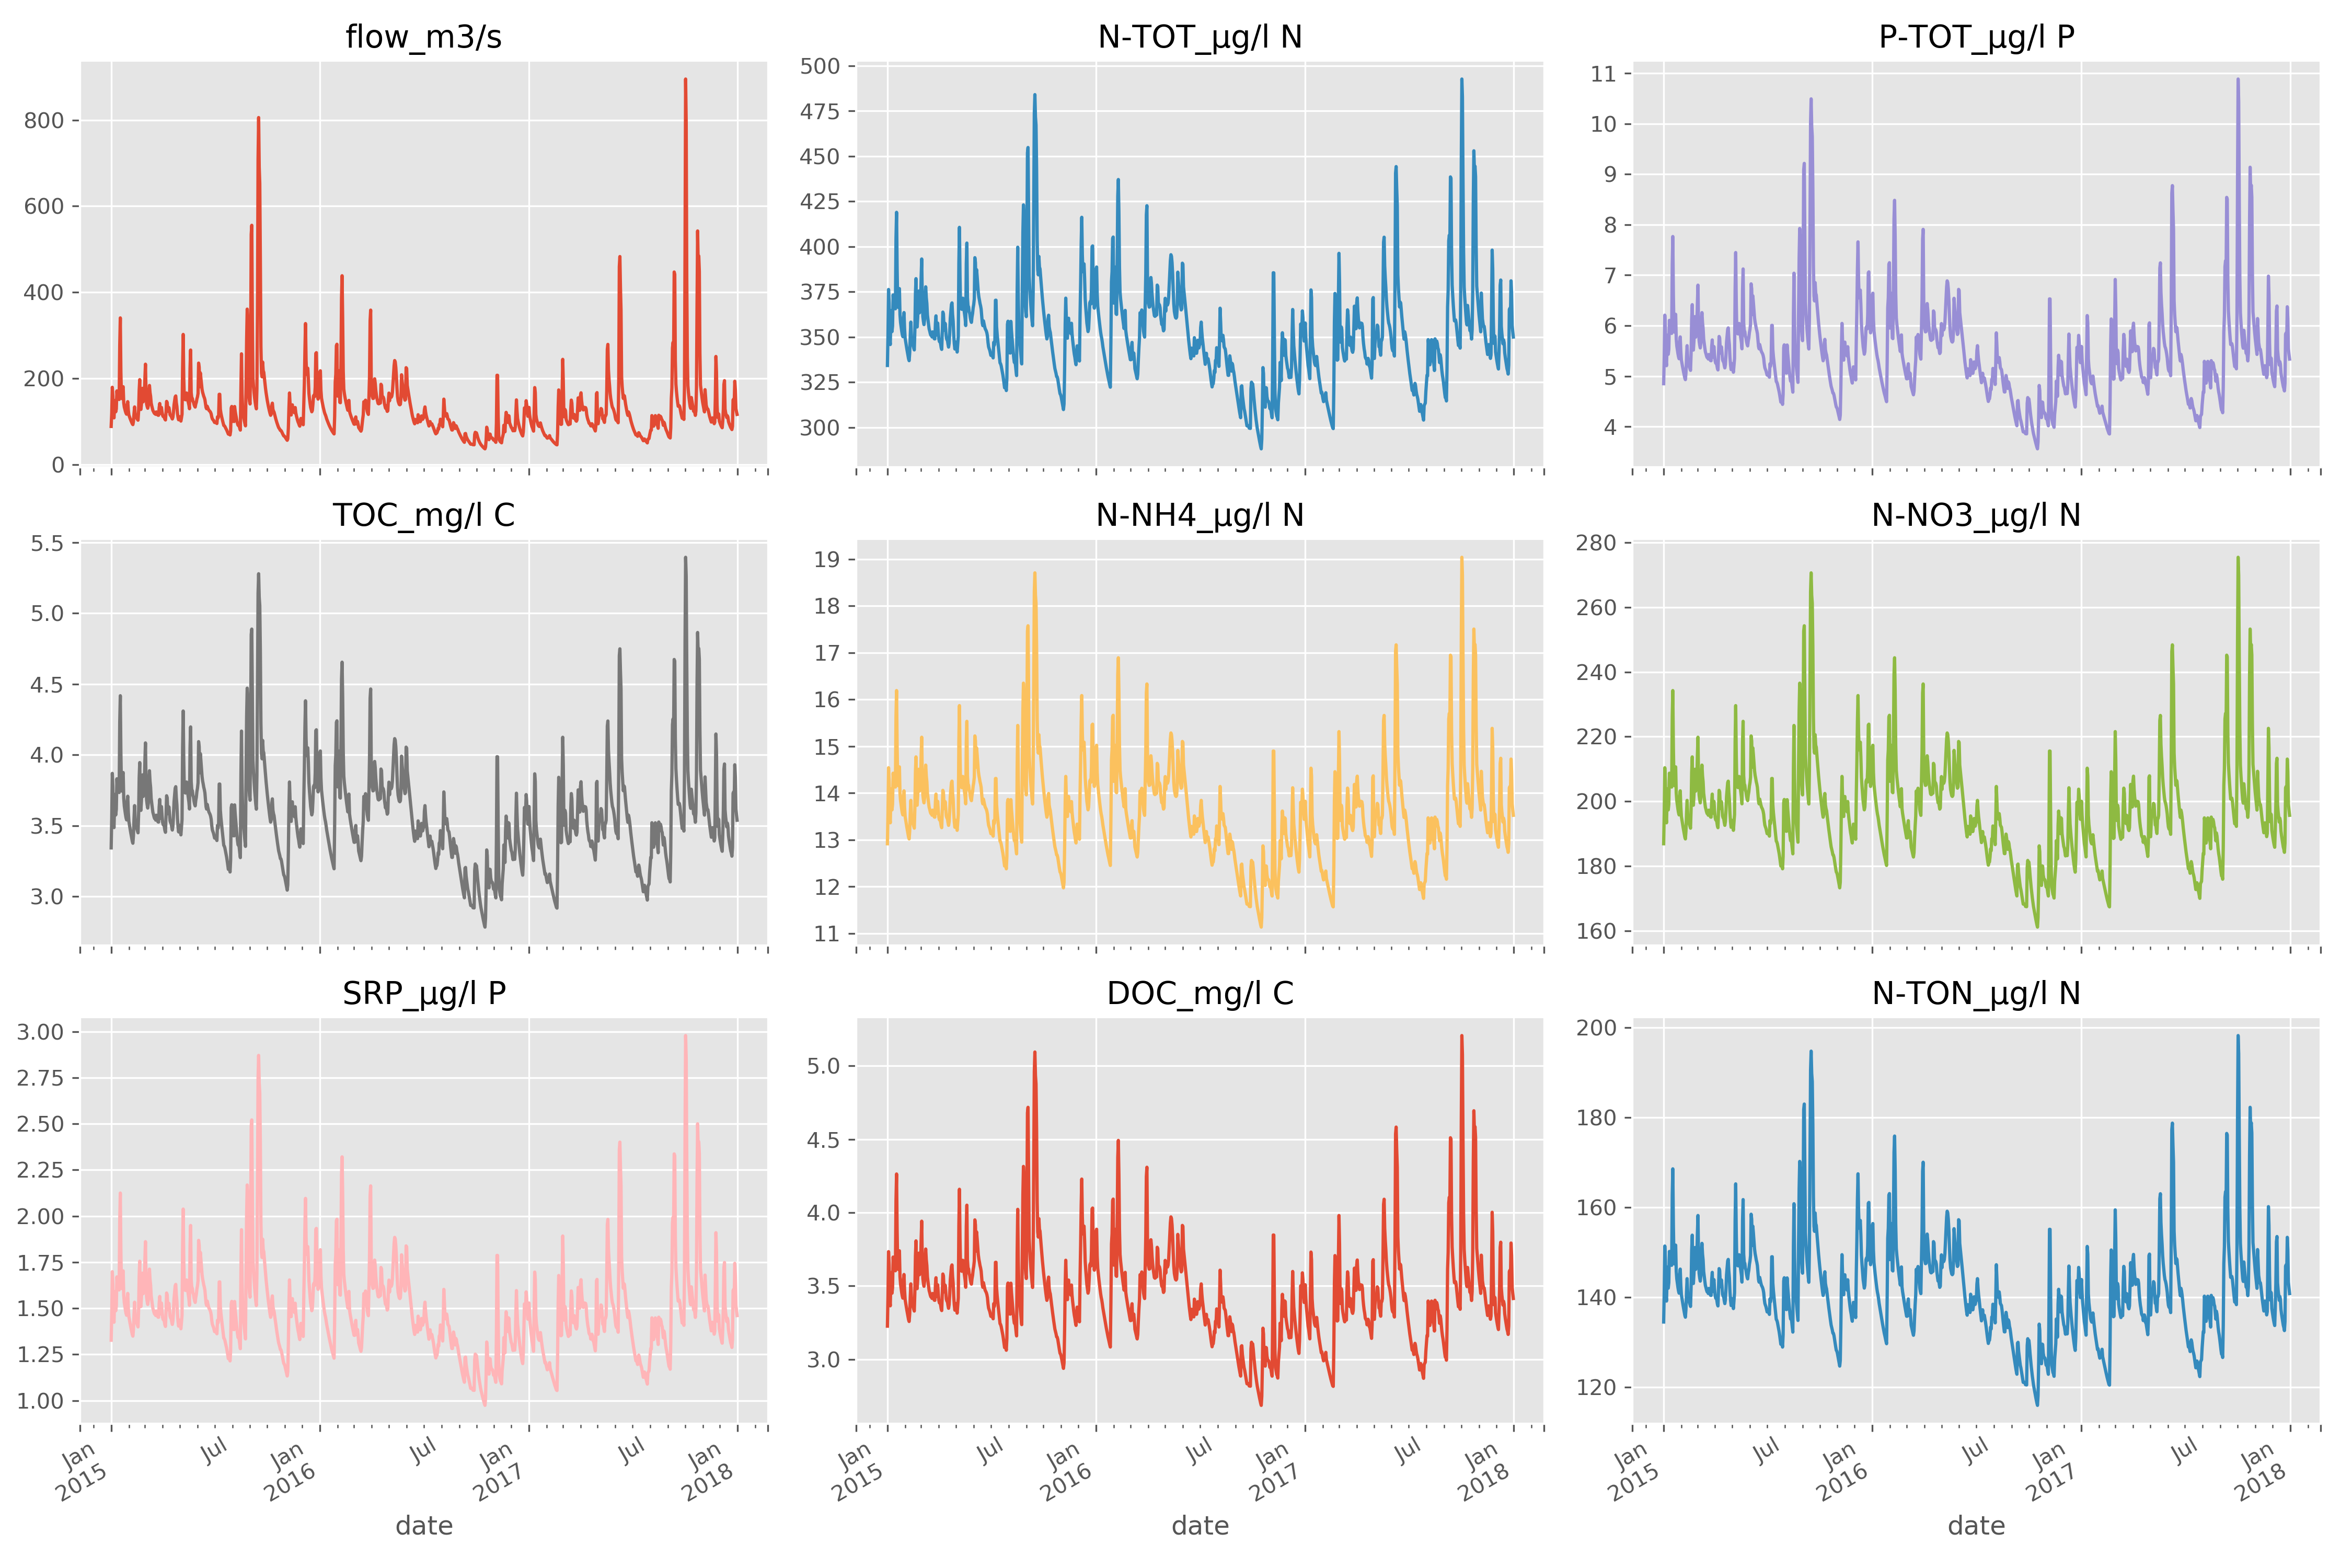 flow_m3/s
800
600
400
200
0
N-TOT_µg/l N
500
475
450
425
400
375
350
325
300
P-TOT_µg/l P
11
10
9
8
7
6
5
4
TOC_mg/l C
5.5
5.0
4.5
4.0
3.5
3.0
N-NH4_µg/l N
19
18
17
16
15
14
13
12
11
N-NO3_µg/l N
280
260
240
220
200
180
160
SRP_µg/l P
3.00
2.75
2.50
2.25
2.00
1.75
1.50
1.25
1.00
Jan
2015
Jul
Jan
2016
Jul
Jan
2017
Jul
Jan
2018
date
DOC_mg/l C
5.0
4.5
4.0
3.5
3.0
Jan
2015
Jul
Jan
2016
Jul
Jan
2017
Jul
Jan
2018
date
N-TON_µg/l N
200
180
160
140
120
Jan
2015
Jul
Jan
2016
Jul
Jan
2017
Jul
Jan
2018
date